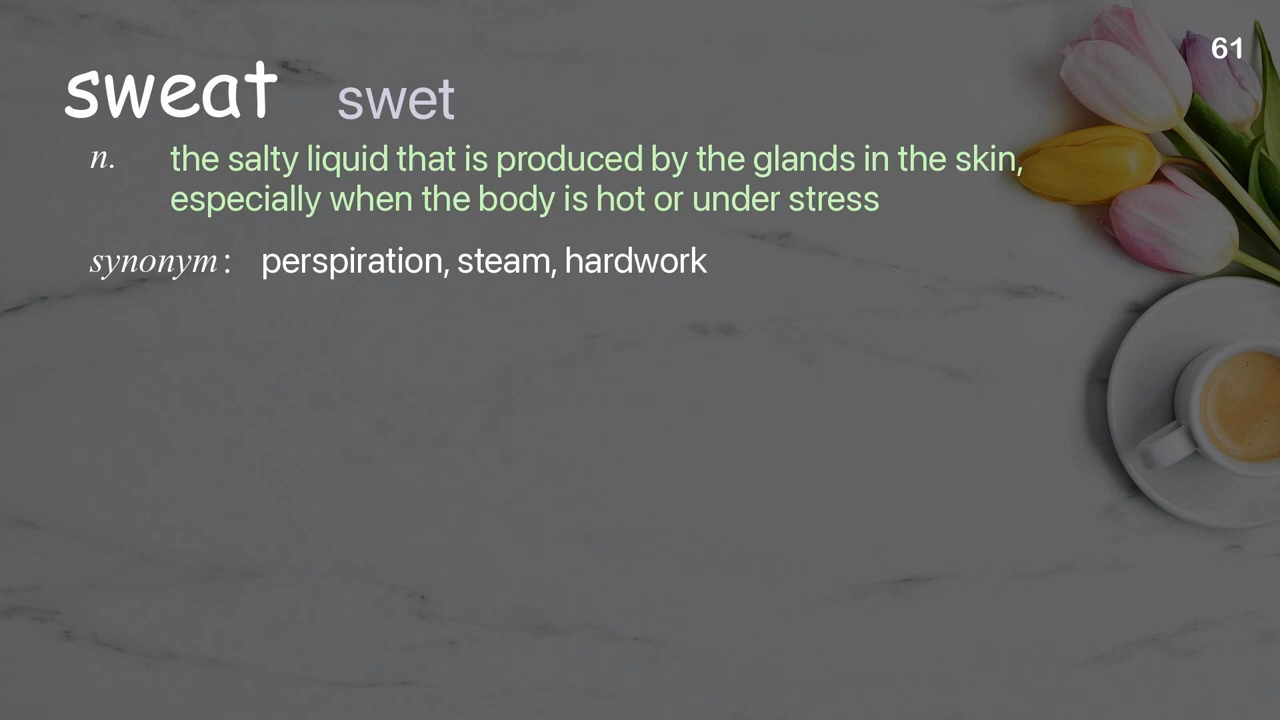 61
sweat swet
n. the salty liquid that is produced by the glands in the skin,
especially when the body is hot or under stress
synonym: perspiration, steam, hardwork